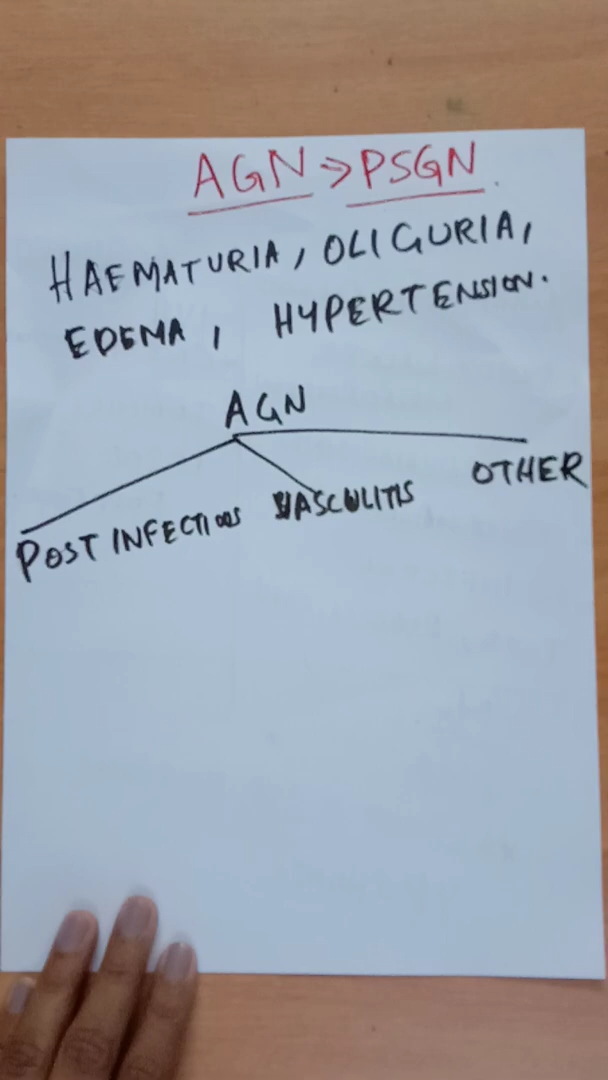 AGN → PSGN.
HAEMATURIA, OLIGURIA,
EDEMA, HYPERTENSION.
AGN
POST INFECTIOUS VASCULITIS OTHER